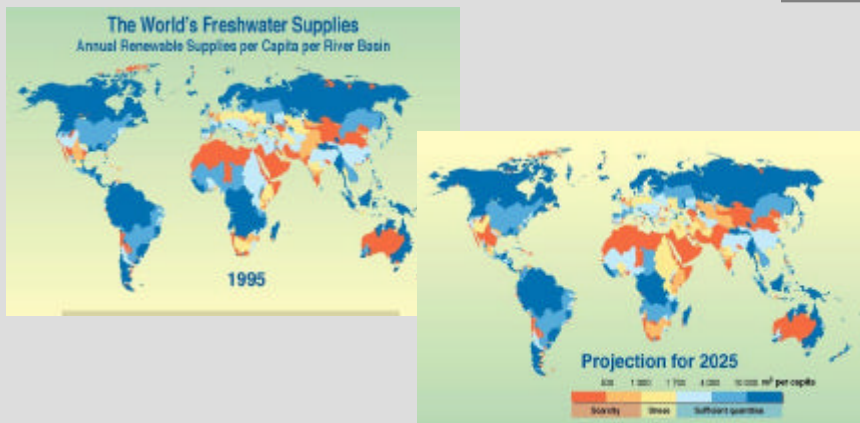 The World's Freshwater Supplies
Annual Renewable Supplies per Capita per River Basin
1995
Projection for 2025
500 1 000 1 700 4 000 10 000 m³ per capita
Scarcity Stress Sufficient quantities